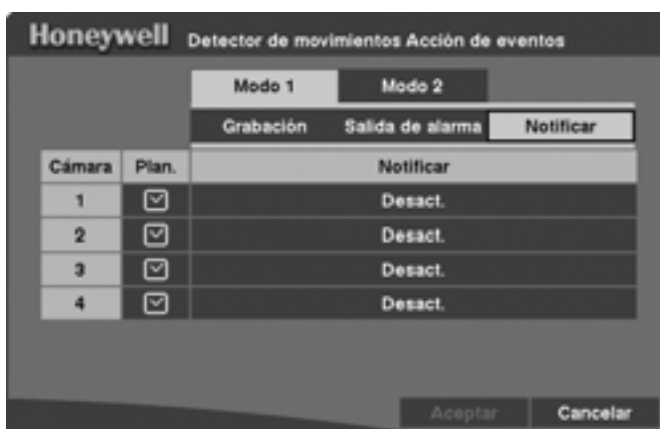 Honeywell Detector de movimientos Acción de eventos
Modo 1 Modo 2
Grabación Salida de alarma Notificar
Cámara Plan. Notificar
1 Desact.
2 Desact.
3 Desact.
4 Desact.
Aceptar Cancelar